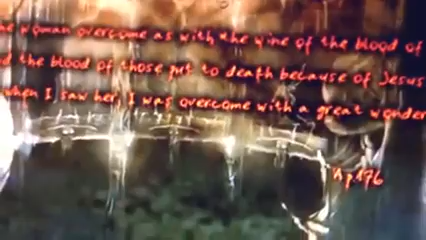 he woman overcome as with the wine of the blood of
d the blood of those put to death because of Jesus
when I saw her, I was overcome with a great wonder
Ap.17.6